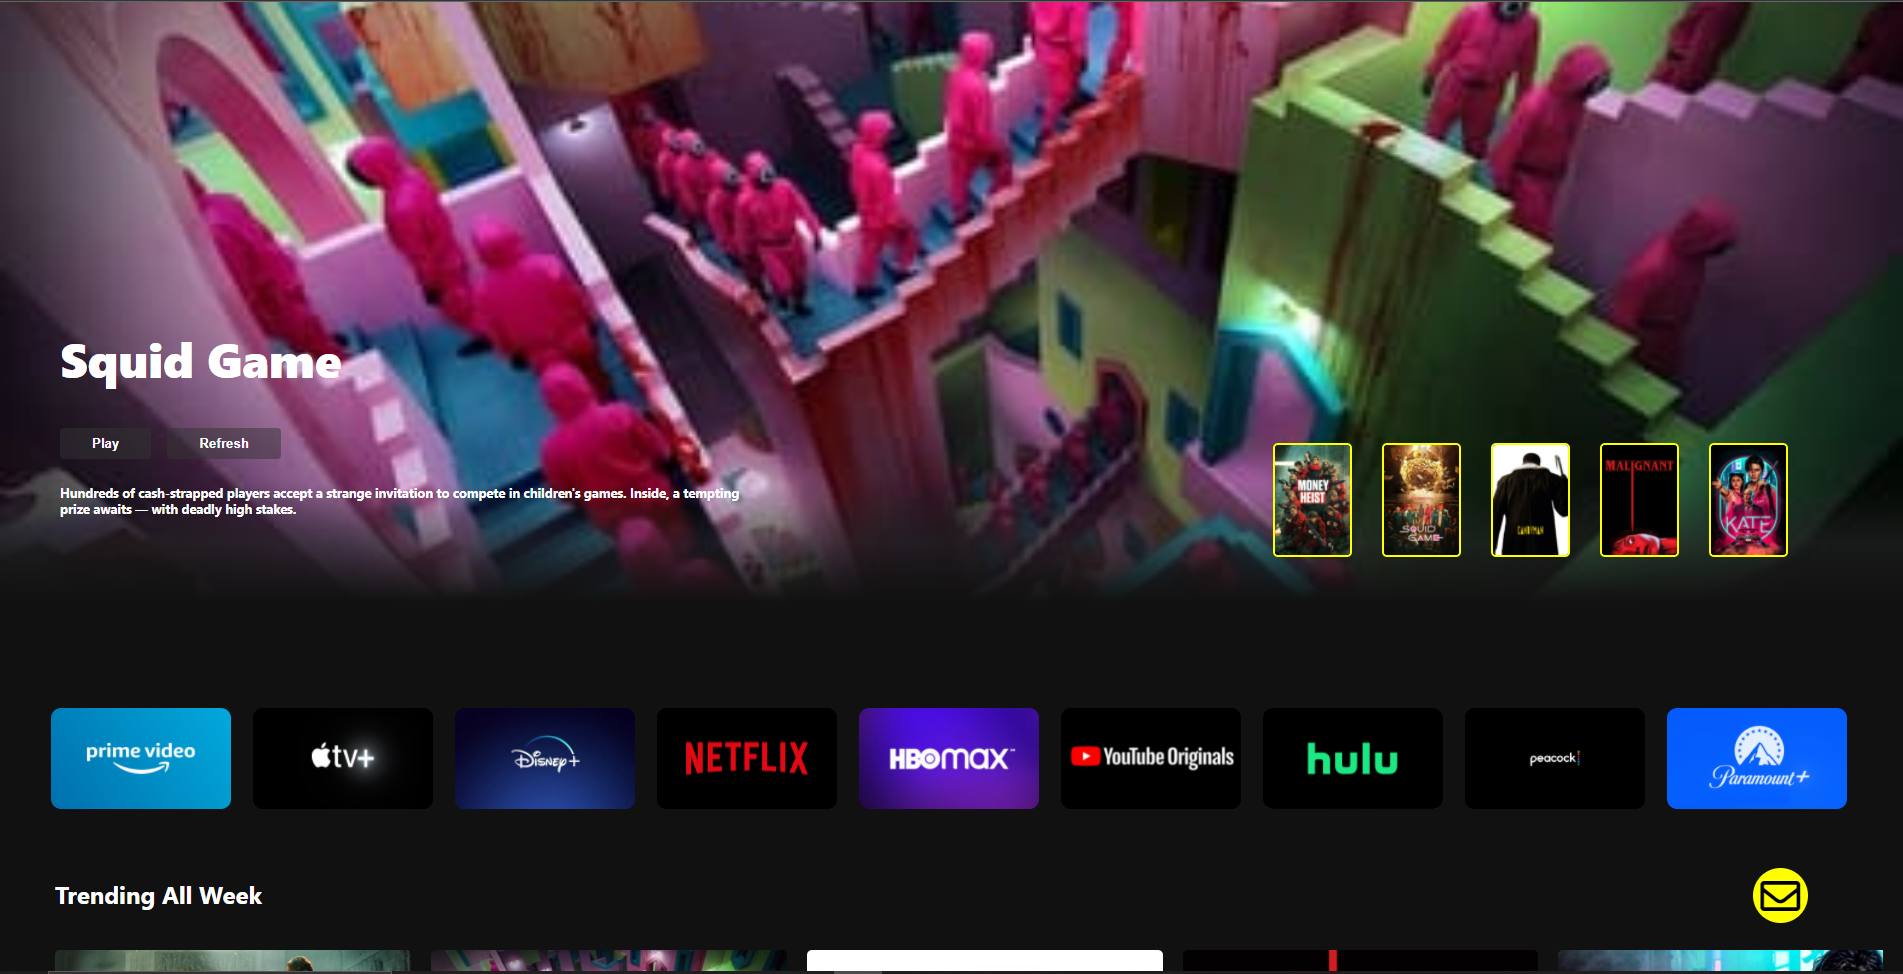 Squid Game
Play
Refresh
Hundreds of cash-strapped players accept a strange invitation to compete in children's games. Inside, a tempting
prize awaits — with deadly high stakes.
MONEY
HEIST
SQUID
GAME
CANDYMAN
MALIGNANT
KATE
prime video
tv+
Disney+
NETFLIX
HBOmax™
YouTube Originals
hulu
peacock
Paramount+
Trending All Week